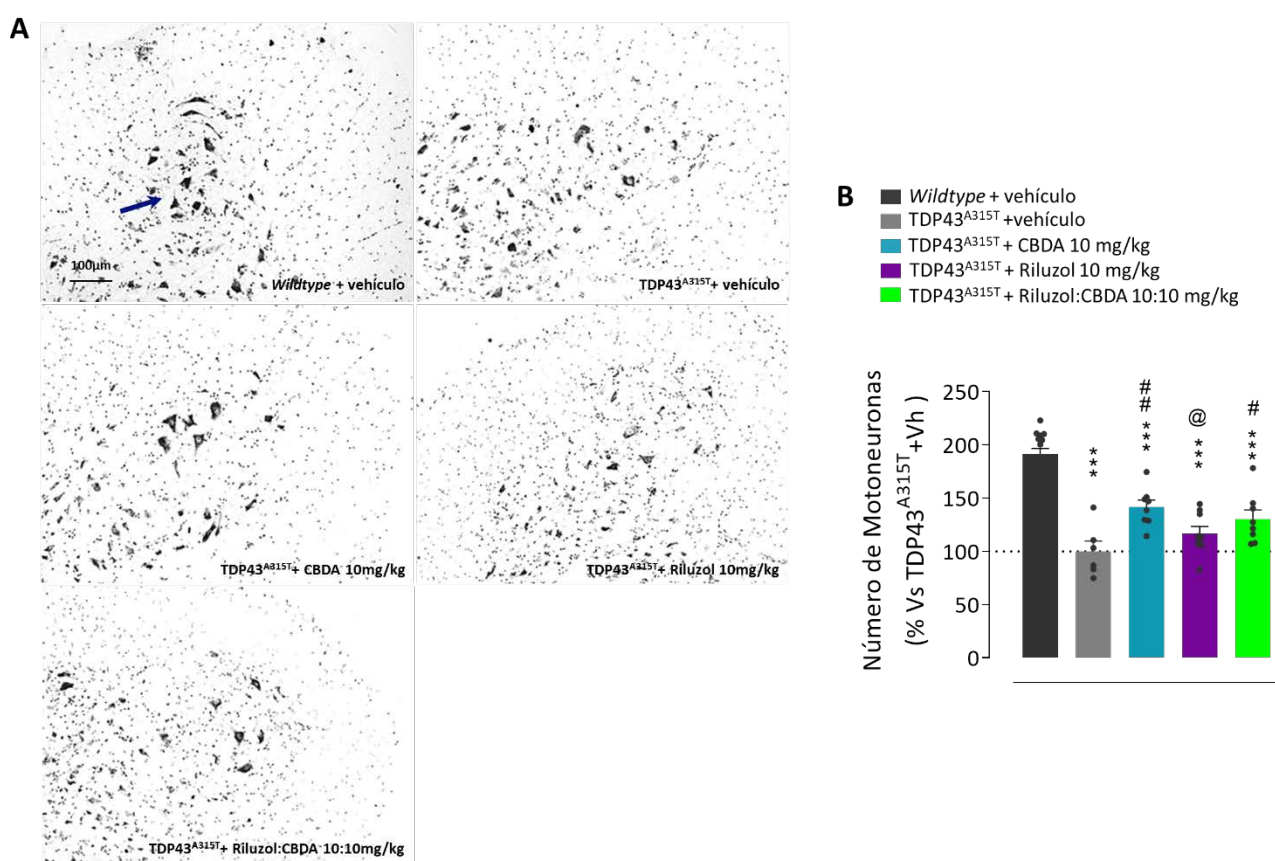 A
100μm
Wildtype + vehículo
TDP43A315T+ vehículo
TDP43A315T+ CBDA 10mg/kg
TDP43A315T+ Riluzol 10mg/kg
TDP43A315T+ Riluzol:CBDA 10:10mg/kg
B
Wildtype + vehículo
TDP43A315T +vehículo
TDP43A315T + CBDA 10 mg/kg
TDP43A315T + Riluzol 10 mg/kg
TDP43A315T + Riluzol:CBDA 10:10 mg/kg
Número de Motoneuronas
(% Vs TDP43A315T+Vh )
250
200
150
100
50
0
***
## ***
@ ***
# ***